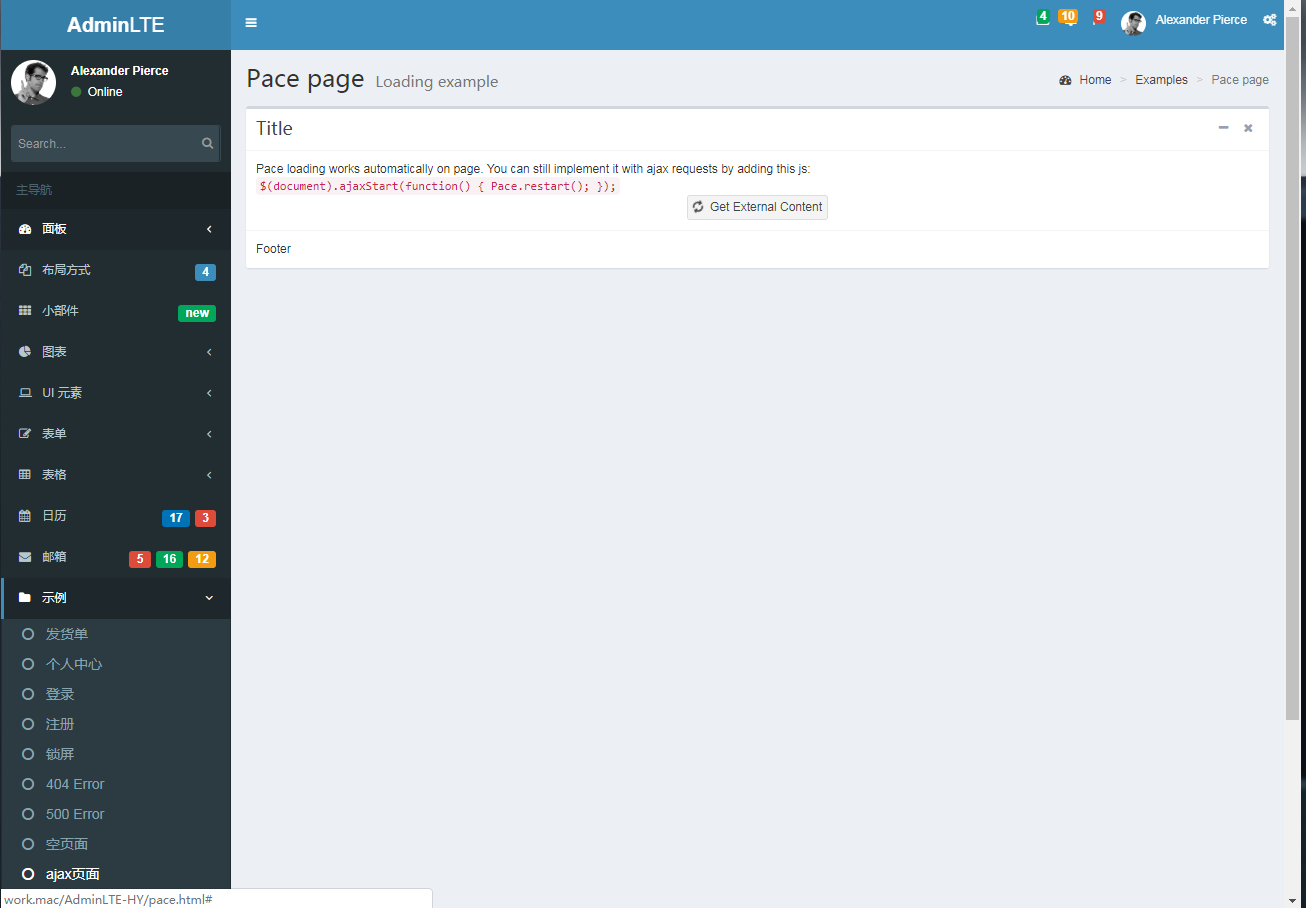 AdminLTE
4
10
9
Alexander Pierce
Alexander Pierce
Online
Search...
主导航
面板
布局方式 4
小部件 new
图表
UI 元素
表单
表格
日历 17 3
邮箱 5 16 12
示例
发货单
个人中心
登录
注册
锁屏
404 Error
500 Error
空页面
ajax页面
Pace page Loading example
Home > Examples > Pace page
Title
Pace loading works automatically on page. You can still implement it with ajax requests by adding this js:
$(document).ajaxStart(function() { Pace.restart(); });
Get External Content
Footer
work.mac/AdminLTE-HY/pace.html#